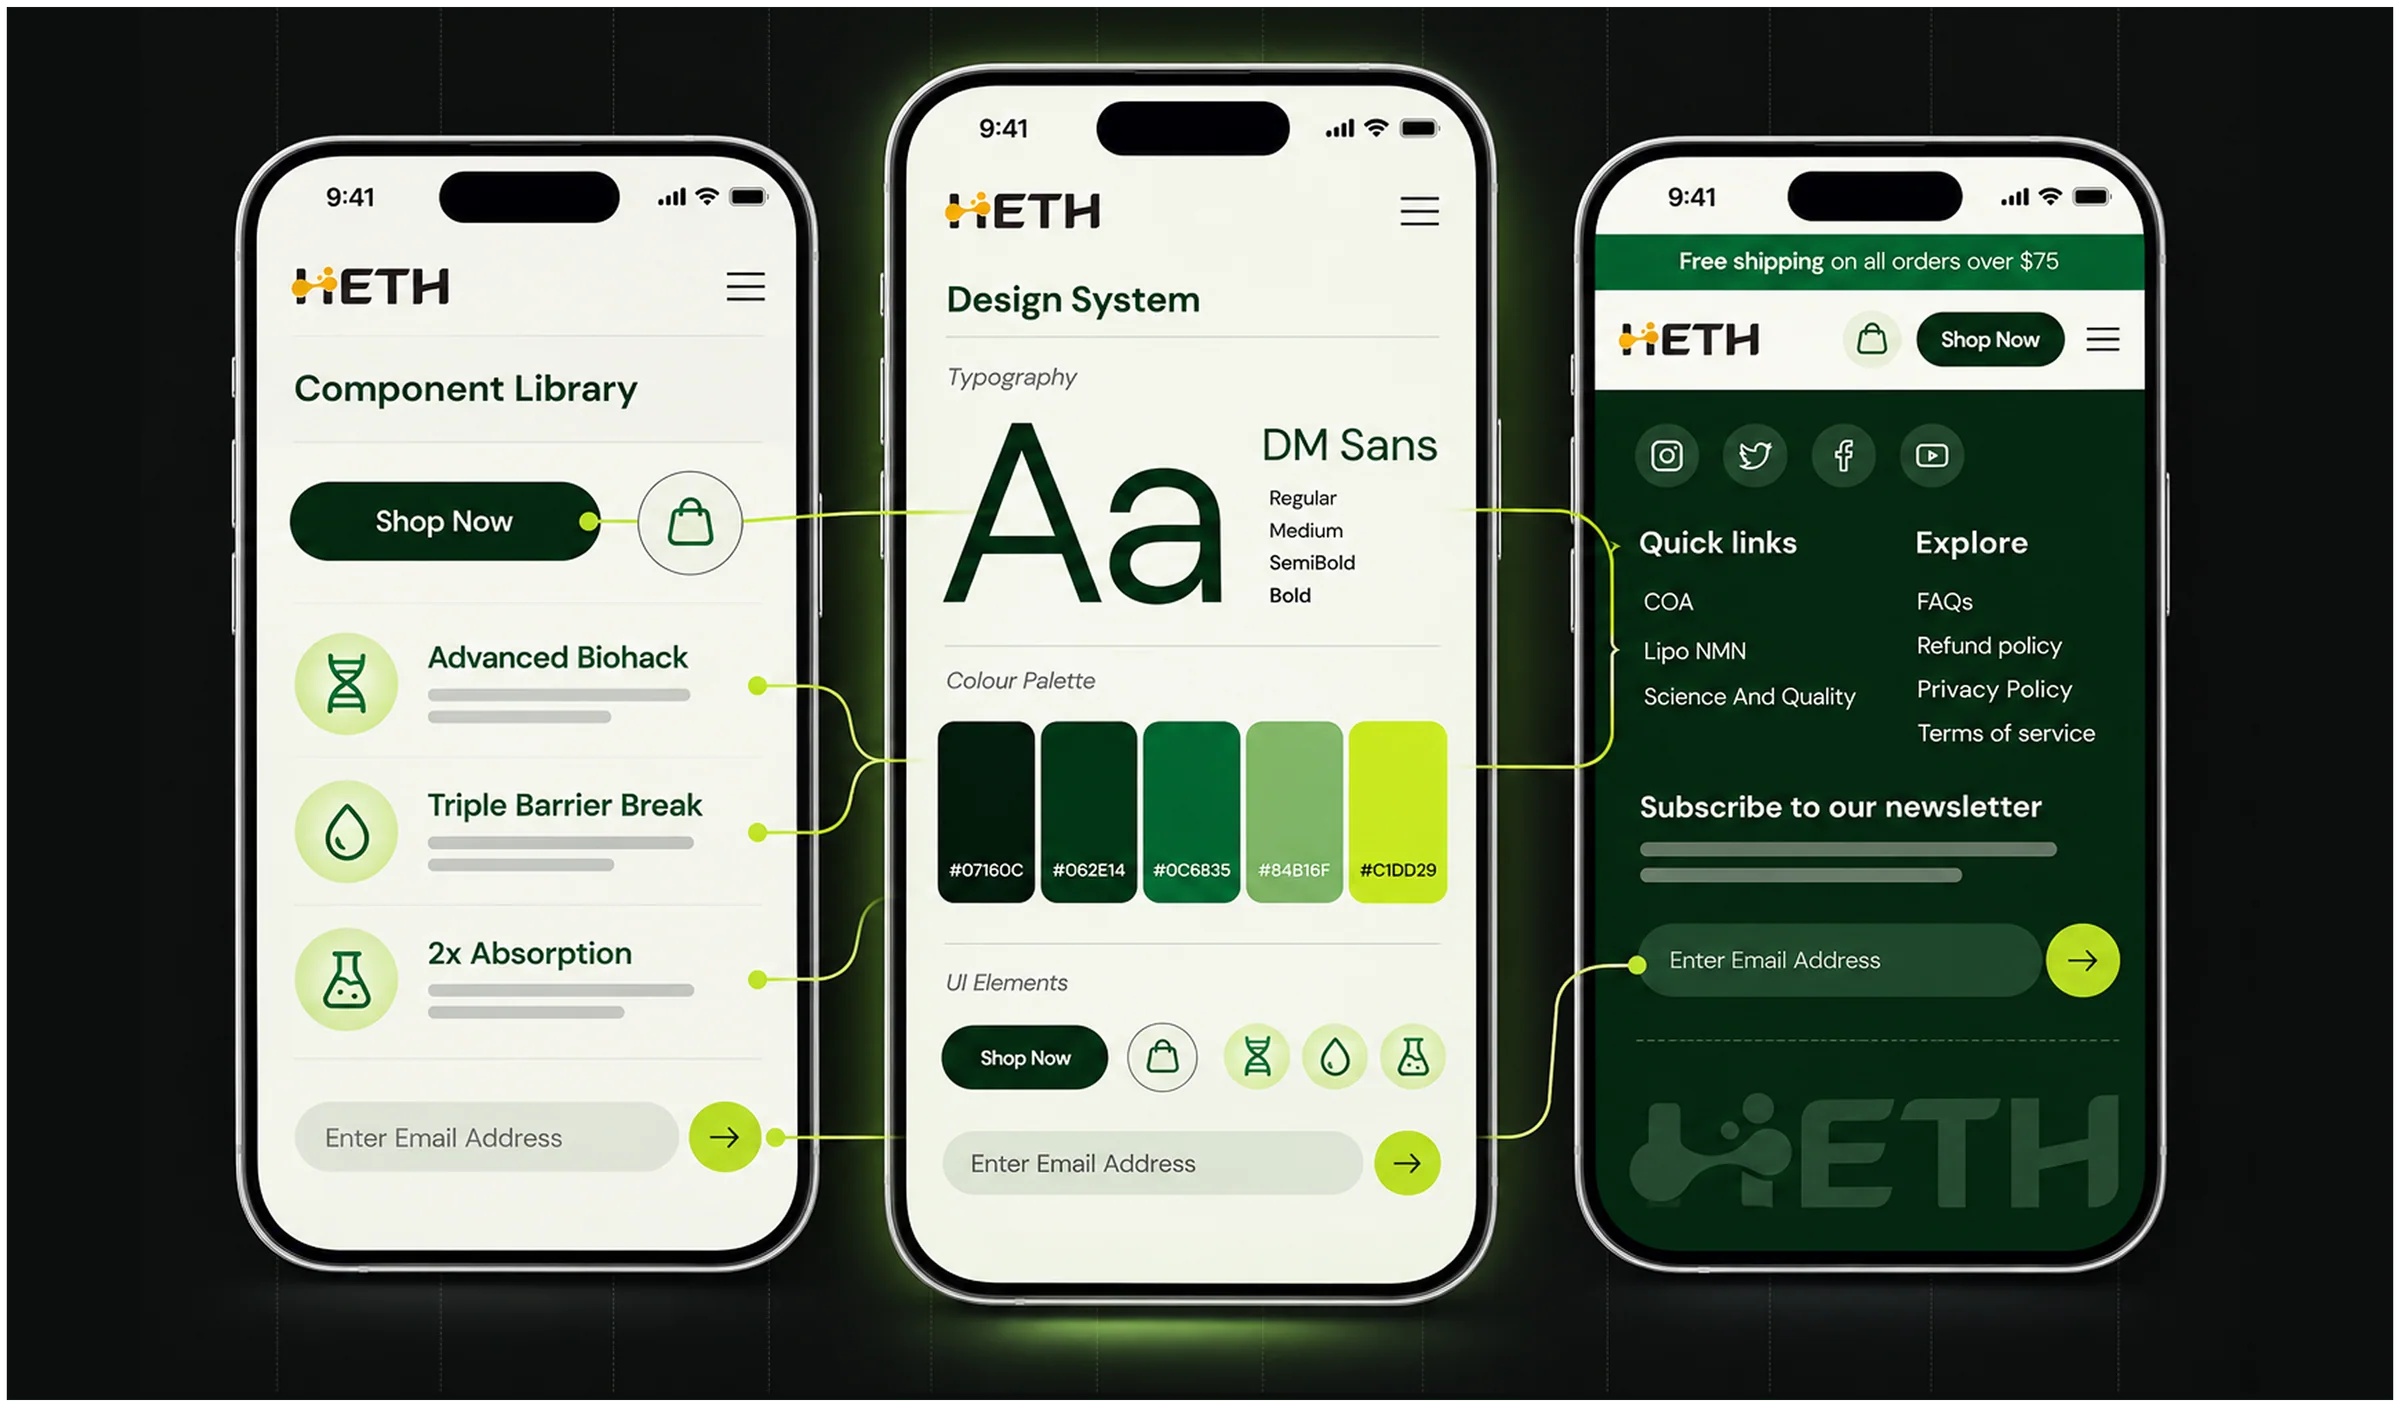 9:41
HETH
Component Library
Shop Now
Advanced Biohack
Triple Barrier Break
2x Absorption
Enter Email Address
9:41
HETH
Design System
Typography
Aa
DM Sans
Regular
Medium
SemiBold
Bold
Colour Palette
#07160C
#062E14
#0C6835
#84B16F
#C1DD29
UI Elements
Shop Now
Enter Email Address
9:41
Free shipping on all orders over $75
HETH
Shop Now
Quick links
COA
Lipo NMN
Science And Quality
Explore
FAQs
Refund policy
Privacy Policy
Terms of service
Subscribe to our newsletter
Enter Email Address
HETH